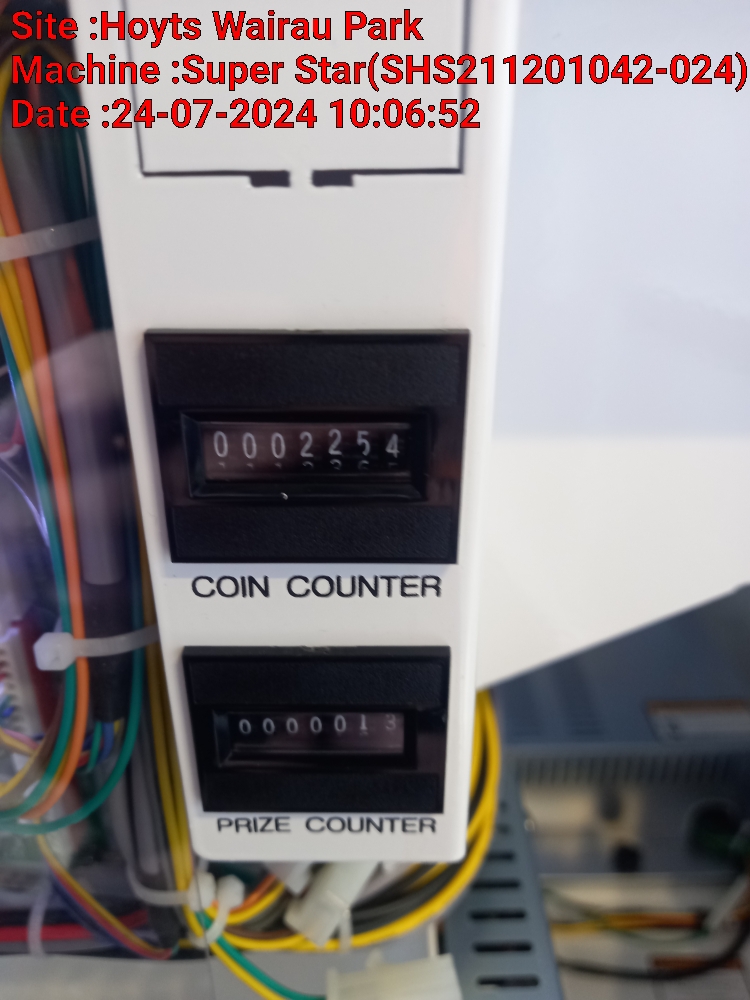 Site :Hoyts Wairau Park
Machine :Super Star(SHS211201042-024)
Date :24-07-2024 10:06:52
0002254
COIN COUNTER
0000013
PRIZE COUNTER